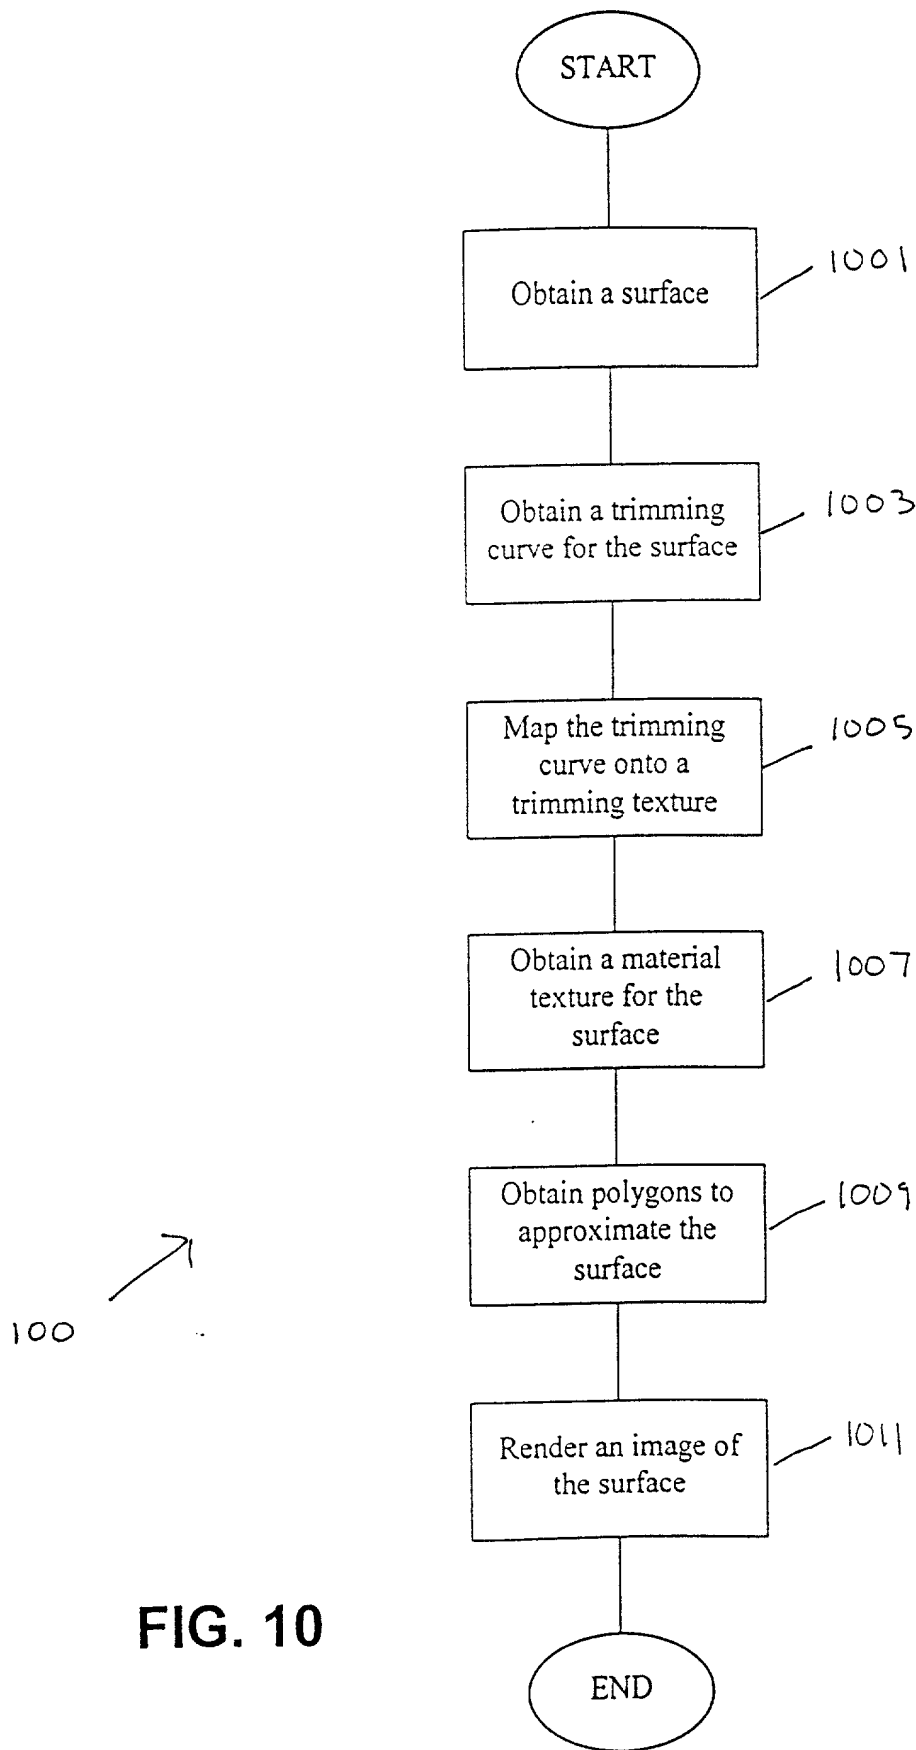 START
Obtain a surface
1001
Obtain a trimming
curve for the surface
1003
Map the trimming
curve onto a
trimming texture
1005
Obtain a material
texture for the
surface
1007
Obtain polygons to
approximate the
surface
1009
100
Render an image of
the surface
1011
FIG. 10
END